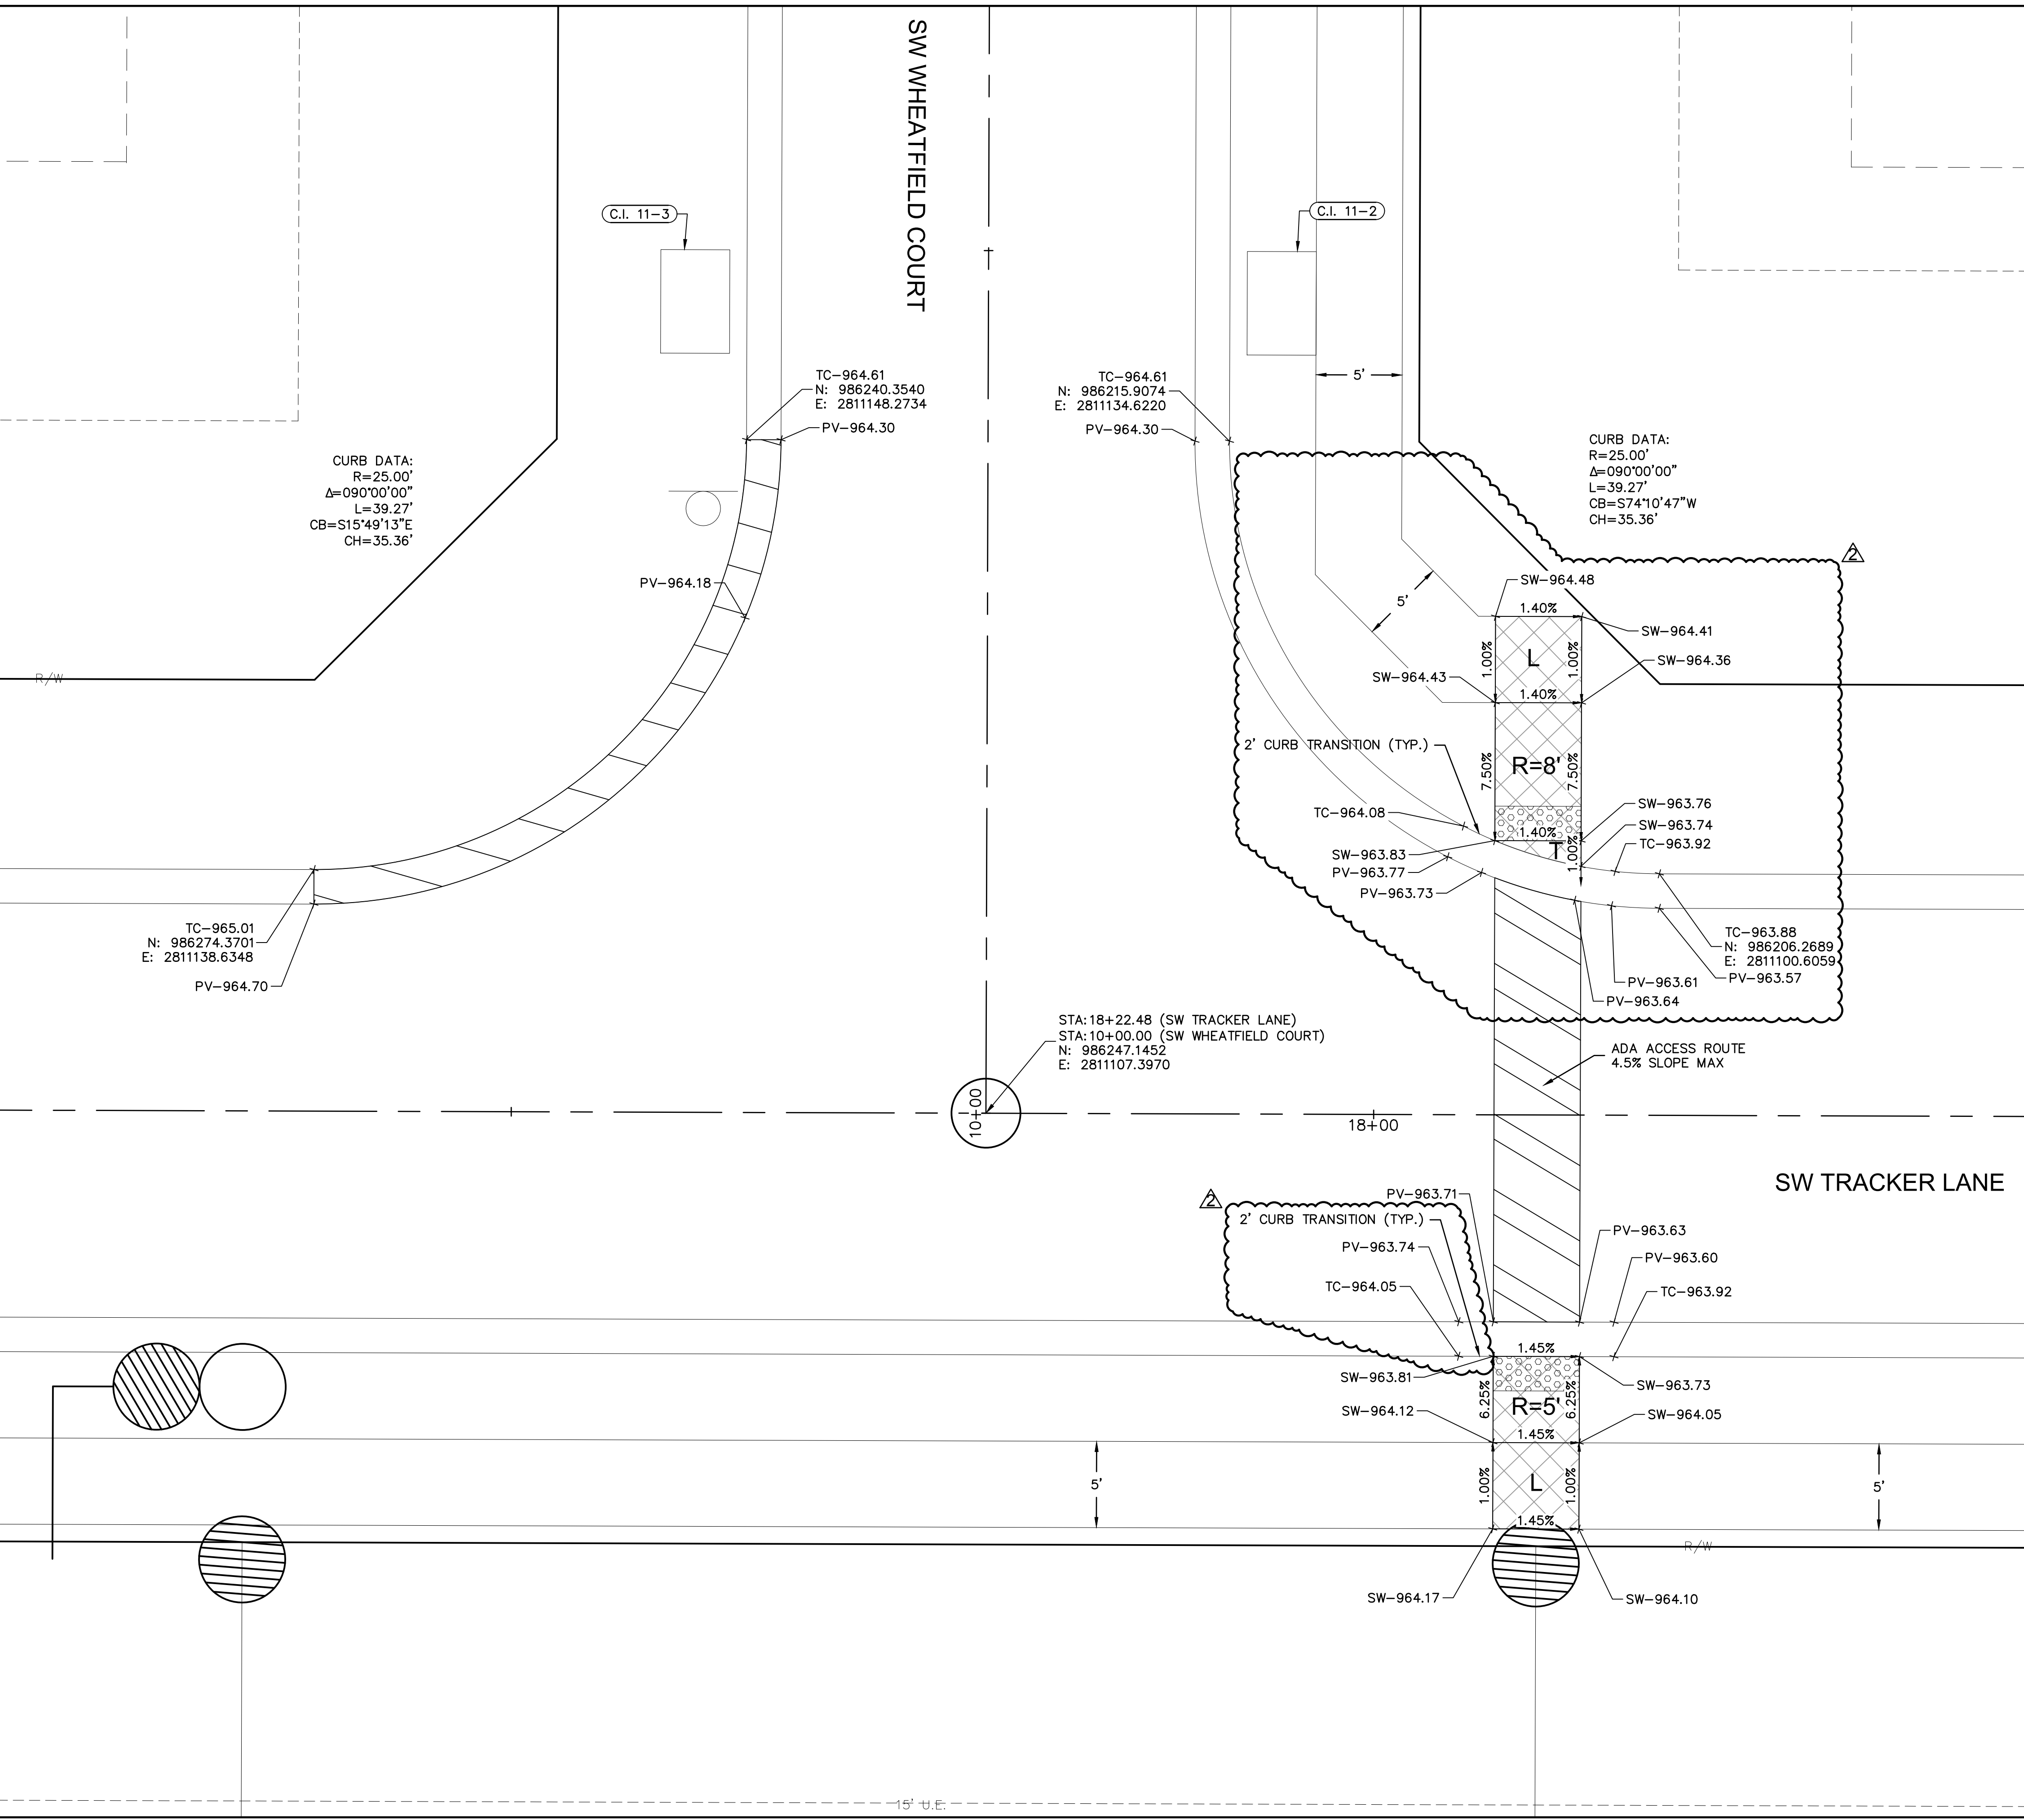 SW WHEATFIELD COURT
C.I. 11-3
C.I. 11-2
TC-964.61
N: 986240.3540
E: 2811148.2734
PV-964.30
TC-964.61
N: 986215.9074
E: 2811134.6220
PV-964.30
5'
CURB DATA:
R=25.00'
Δ=090°00'00"
L=39.27'
CB=S15°49'13"E
CH=35.36'
CURB DATA:
R=25.00'
Δ=090°00'00"
L=39.27'
CB=S74°10'47"W
CH=35.36'
2
PV-964.18
5'
SW-964.48
1.40%
SW-964.41
1.00%
L
1.00%
SW-964.36
R/W
SW-964.43
1.40%
2' CURB TRANSITION (TYP.)
7.50%
R=8'
7.50%
TC-964.08
SW-963.76
SW-963.74
1.40%
TC-963.92
T
1.00%
SW-963.83
PV-963.77
PV-963.73
TC-965.01
N: 986274.3701
E: 2811138.6348
PV-964.70
TC-963.88
N: 986206.2689
E: 2811100.6059
PV-963.57
PV-963.61
PV-963.64
STA:18+22.48 (SW TRACKER LANE)
STA:10+00.00 (SW WHEATFIELD COURT)
N: 986247.1452
E: 2811107.3970
ADA ACCESS ROUTE
4.5% SLOPE MAX
10+00
18+00
SW TRACKER LANE
2
PV-963.71
2' CURB TRANSITION (TYP.)
PV-963.74
TC-964.05
PV-963.63
PV-963.60
TC-963.92
1.45%
SW-963.81
SW-963.73
6.25%
R=5'
6.25%
SW-964.12
SW-964.05
1.45%
5'
1.00%
L
1.00%
5'
1.45%
R/W
SW-964.17
SW-964.10
15' U.E.